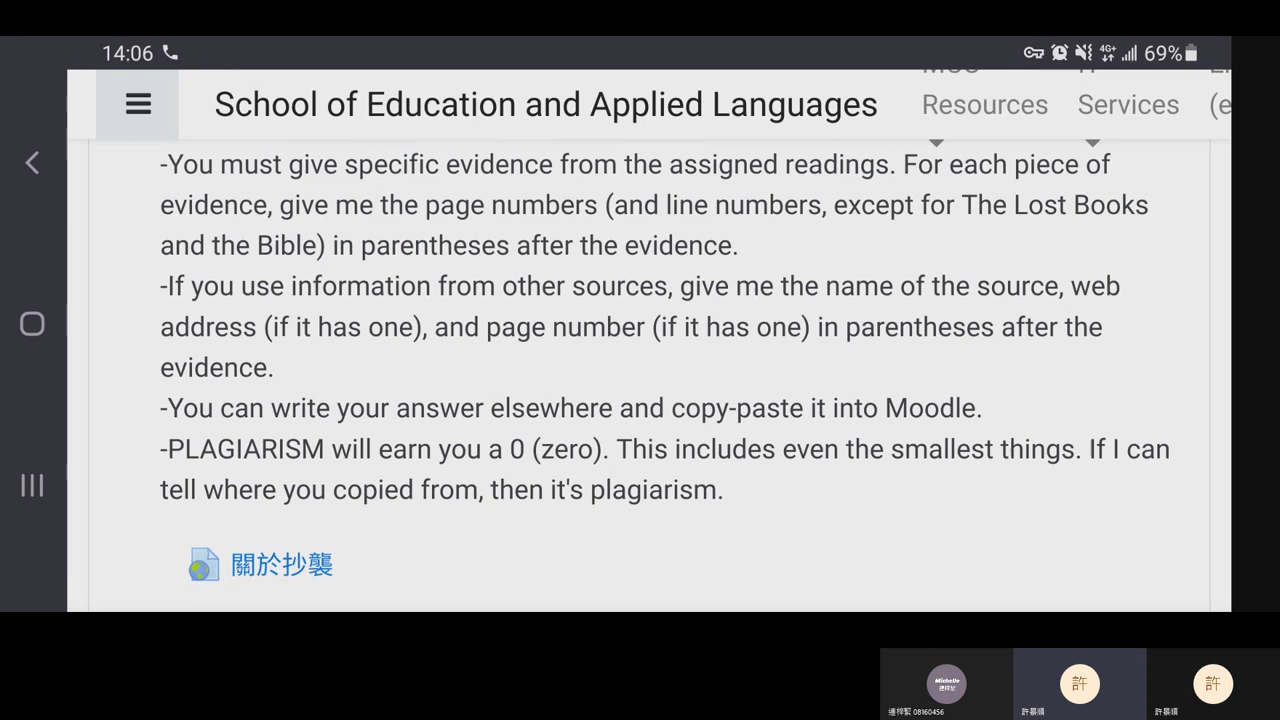 14:06 4G+ 69%
School of Education and Applied Languages
Resources Services (e
-You must give specific evidence from the assigned readings. For each piece of
evidence, give me the page numbers (and line numbers, except for The Lost Books
and the Bible) in parentheses after the evidence.
-If you use information from other sources, give me the name of the source, web
address (if it has one), and page number (if it has one) in parentheses after the
evidence.
-You can write your answer elsewhere and copy-paste it into Moodle.
-PLAGIARISM will earn you a 0 (zero). This includes even the smallest things. If I can
tell where you copied from, then it's plagiarism.
關於抄襲
Michelle
許
許
08160456